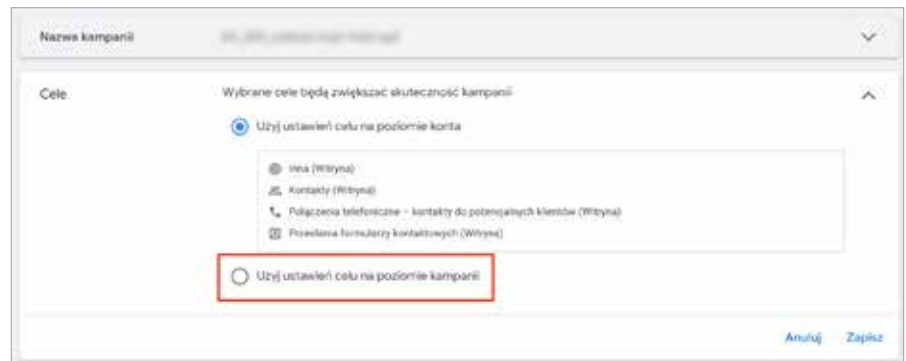 Nazwa kampanii
Cele
Wybrane cele będą zwiększać skuteczność kampanii
Użyj ustawień celu na poziomie konta
Inna (Witryna)
Kontakty (Witryna)
Połączenia telefoniczne – kontakty do potencjalnych klientów (Witryna)
Przesłania formularzy kontaktowych (Witryna)
Użyj ustawień celu na poziomie kampanii
Anuluj Zapisz